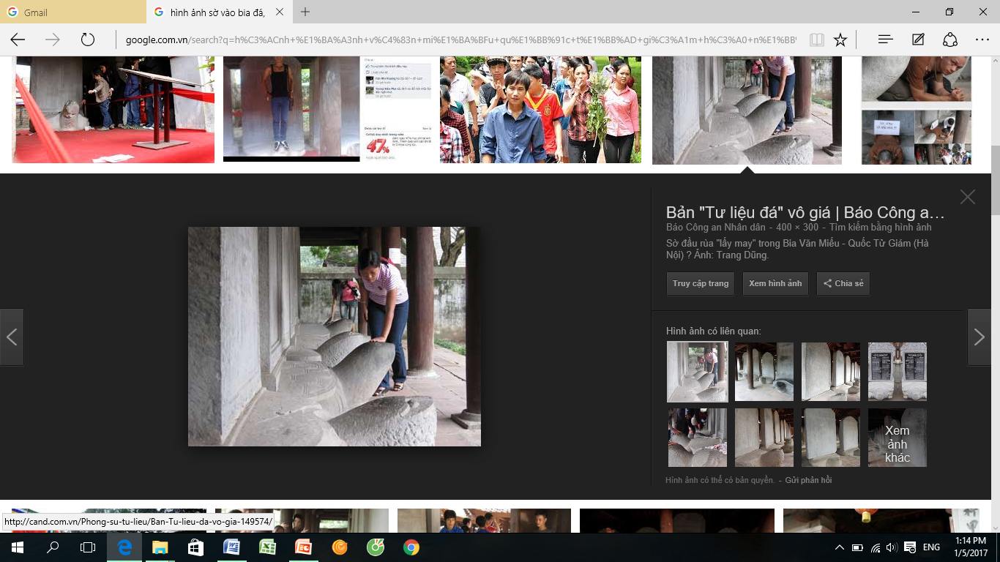 Gmail
hình ảnh sờ vào bia đá,
google.com.vn/search?q=h%C3%ACnh+%E1%BA%A3nh+v%C4%83n+mi%E1%BA%BFu+qu%E1%BB%91c+t%E1%BB%AD+gi%C3%A1m+h%C3%A0+n%E1%BB%
47%
Bản "Tư liệu đá" vô giá | Báo Công a...
Báo Công an Nhân dân - 400 × 300 - Tìm kiếm bằng hình ảnh
Sờ đầu rùa "lấy may" trong Bia Văn Miếu - Quốc Tử Giám (Hà
Nội) ? Ảnh: Trang Dũng.
Truy cập trang
Xem hình ảnh
Chia sẻ
Hình ảnh có liên quan:
Xem
ảnh
khác
Hình ảnh có thể có bản quyền. - Gửi phản hồi
http://cand.com.vn/Phong-su-tu-lieu/Ban-Tu-lieu-da-vo-gia-149574/
ENG
1:14 PM
1/5/2017